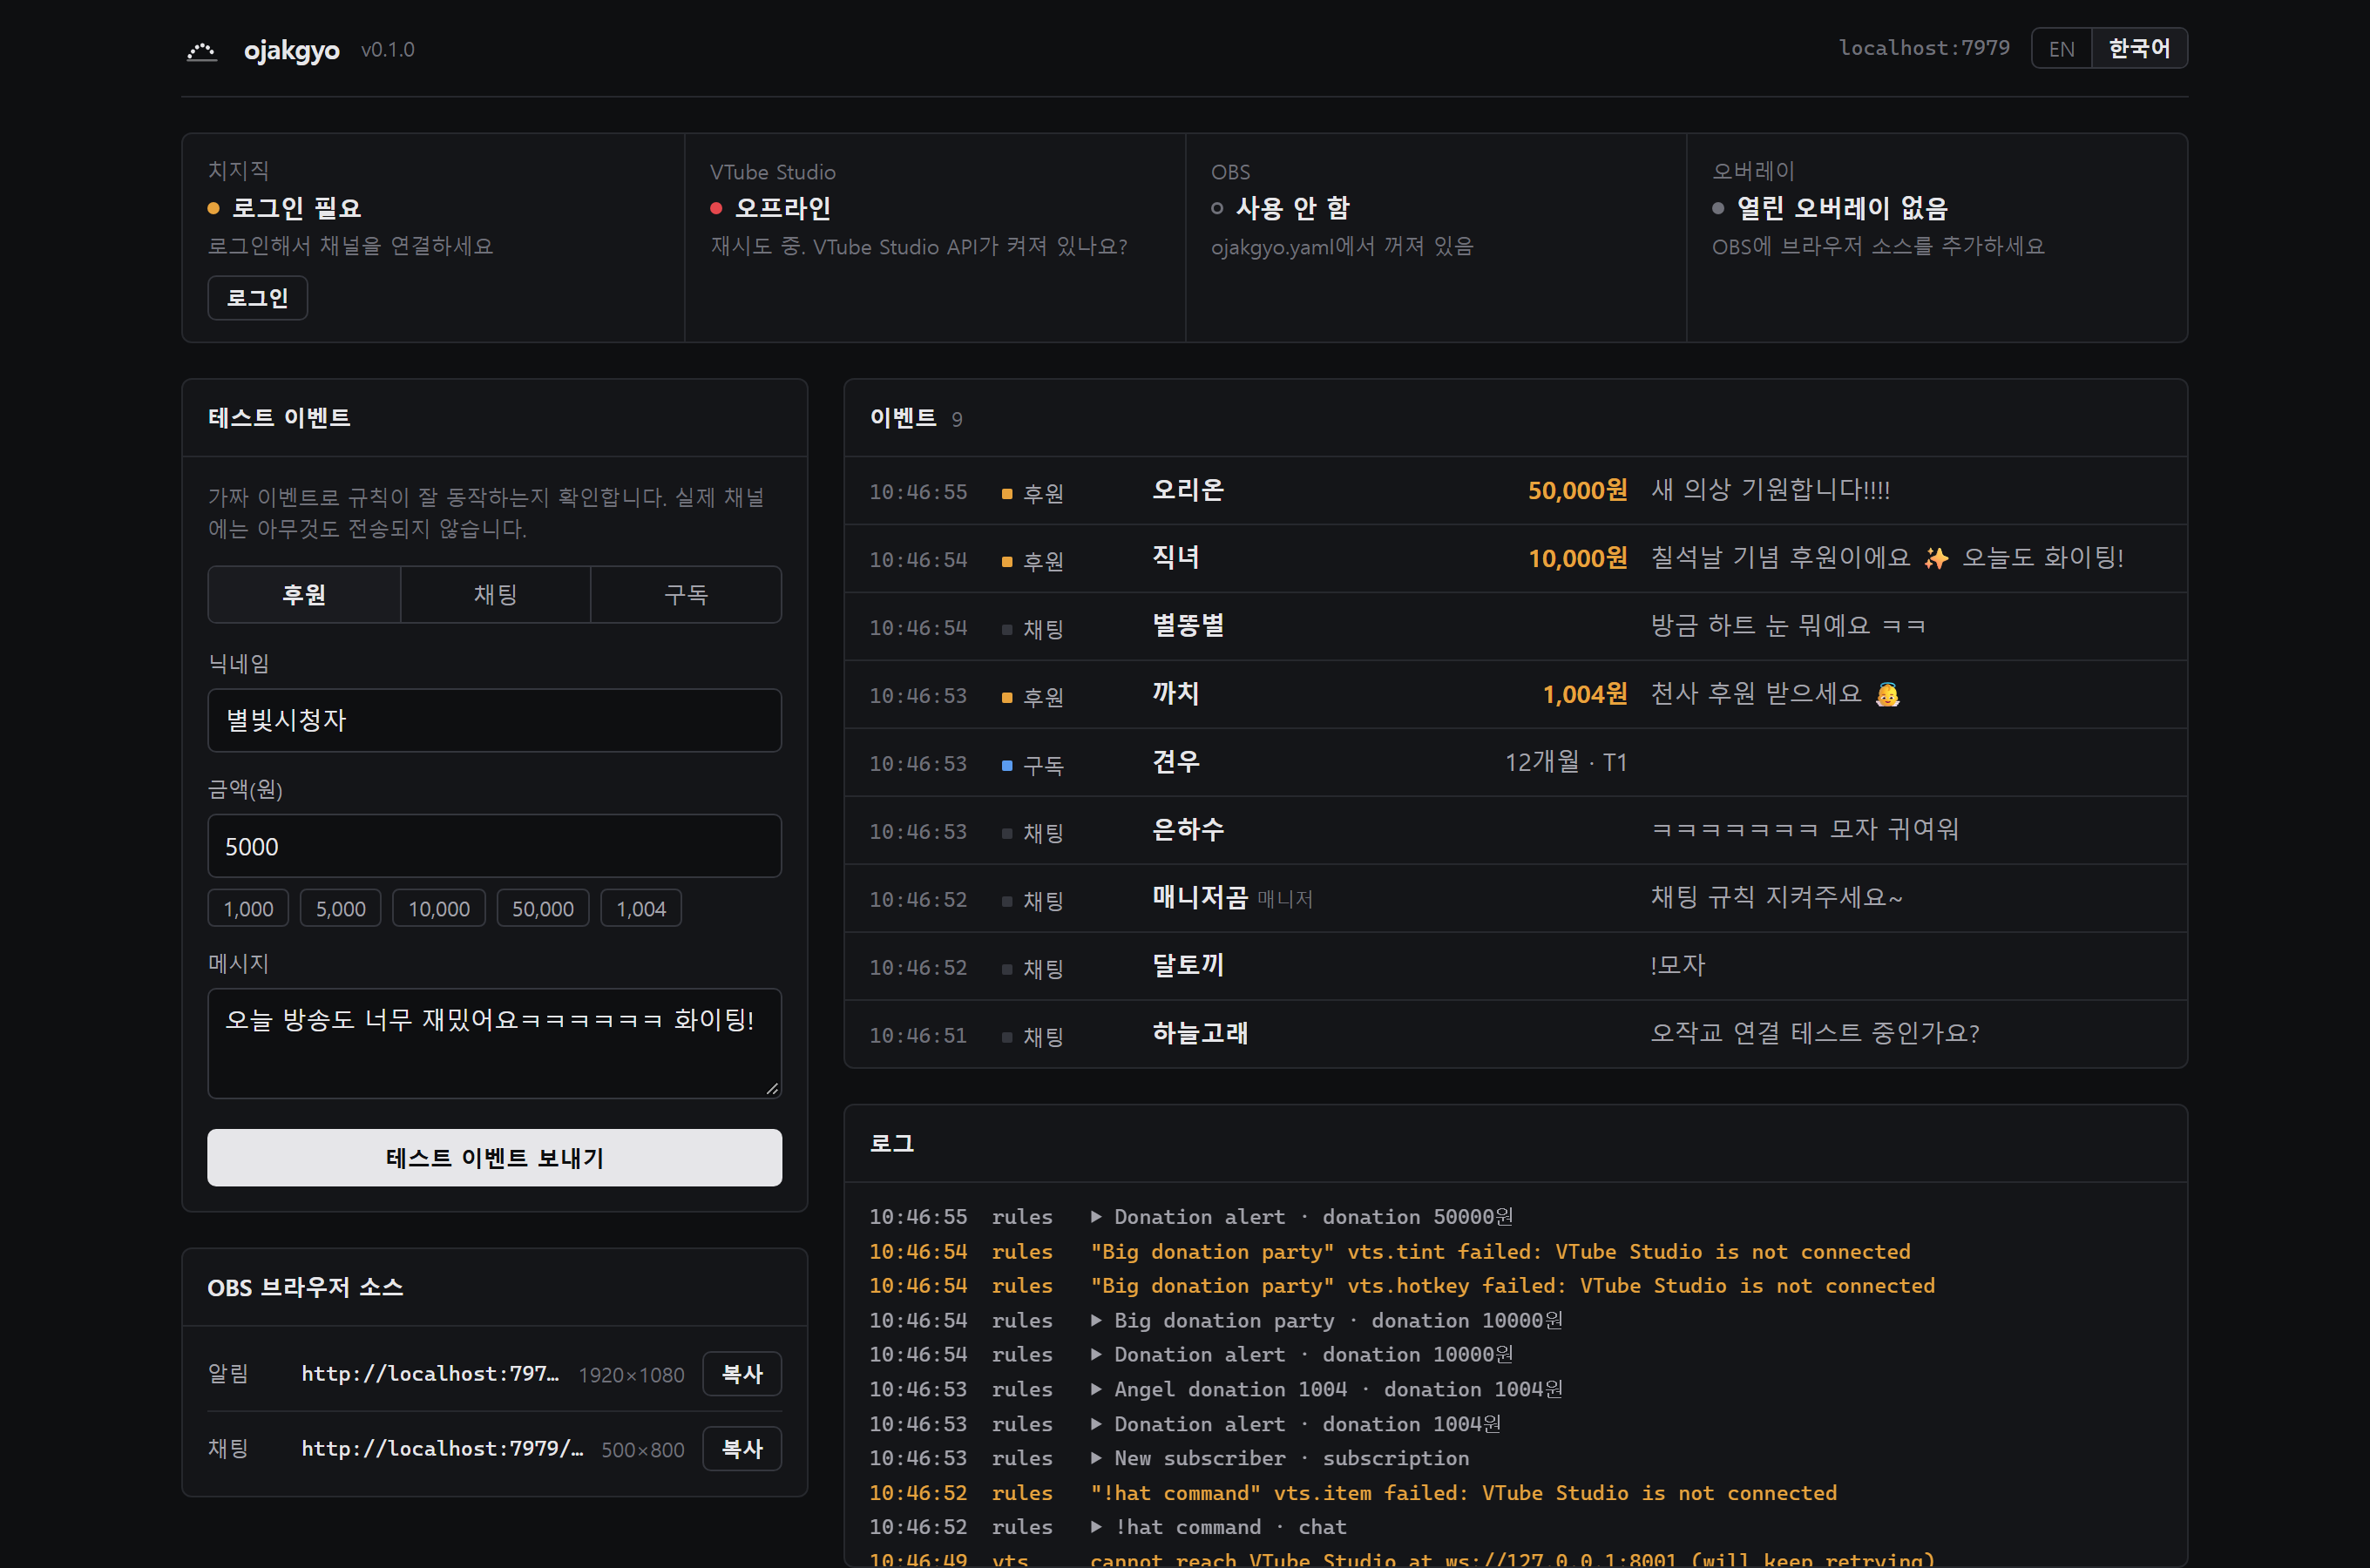 ojakgyo v0.1.0
localhost:7979 EN 한국어
치지직
로그인 필요
로그인해서 채널을 연결하세요
로그인
VTube Studio
오프라인
재시도 중. VTube Studio API가 켜져 있나요?
OBS
사용 안 함
ojakgyo.yaml에서 꺼져 있음
오버레이
열린 오버레이 없음
OBS에 브라우저 소스를 추가하세요
테스트 이벤트
가짜 이벤트로 규칙이 잘 동작하는지 확인합니다. 실제 채널
에는 아무것도 전송되지 않습니다.
후원 채팅 구독
닉네임
별빛시청자
금액(원)
5000
1,000 5,000 10,000 50,000 1,004
메시지
오늘 방송도 너무 재밌어요ㅋㅋㅋㅋㅋㅋ 화이팅!
테스트 이벤트 보내기
OBS 브라우저 소스
알림 http://localhost:797… 1920×1080 복사
채팅 http://localhost:7979/… 500×800 복사
이벤트 9
10:46:55 후원 오리온 50,000원 새 의상 기원합니다!!!!
10:46:54 후원 직녀 10,000원 칠석날 기념 후원이에요 ✨ 오늘도 화이팅!
10:46:54 채팅 별똥별 방금 하트 눈 뭐예요 ㅋㅋ
10:46:53 후원 까치 1,004원 천사 후원 받으세요 👼
10:46:53 구독 견우 12개월 · T1
10:46:53 채팅 은하수 ㅋㅋㅋㅋㅋㅋㅋ 모자 귀여워
10:46:52 채팅 매니저곰 매니저 채팅 규칙 지켜주세요~
10:46:52 채팅 달토끼 !모자
10:46:51 채팅 하늘고래 오작교 연결 테스트 중인가요?
로그
10:46:55 rules ▶ Donation alert · donation 50000원
10:46:54 rules "Big donation party" vts.tint failed: VTube Studio is not connected
10:46:54 rules "Big donation party" vts.hotkey failed: VTube Studio is not connected
10:46:54 rules ▶ Big donation party · donation 10000원
10:46:54 rules ▶ Donation alert · donation 10000원
10:46:53 rules ▶ Angel donation 1004 · donation 1004원
10:46:53 rules ▶ Donation alert · donation 1004원
10:46:53 rules ▶ New subscriber · subscription
10:46:52 rules "!hat command" vts.item failed: VTube Studio is not connected
10:46:52 rules ▶ !hat command · chat
10:46:49 vts cannot reach VTube Studio at ws://127.0.0.1:8001 (will keep retrying)